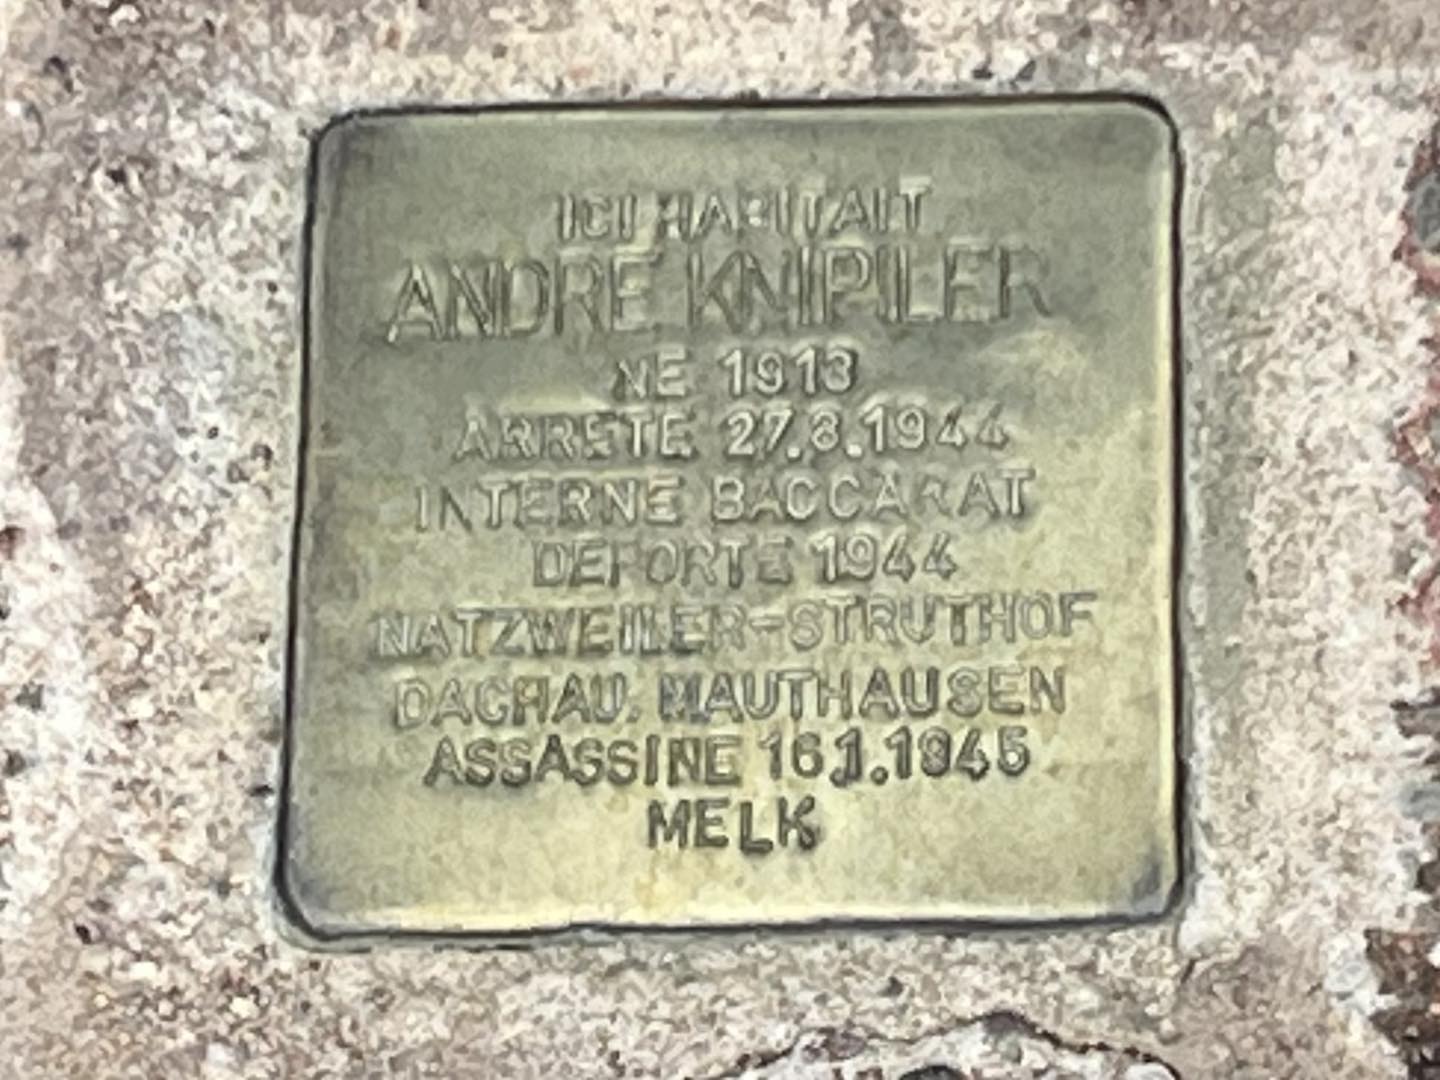 ICI HABITAIT
ANDRE KNIPILER
NE 1913
ARRETE 27.8.1944
INTERNE BACCARAT
DEPORTE 1944
NATZWEILER-STRUTHOF
DACHAU, MAUTHAUSEN
ASSASSINE 16.1.1945
MELK